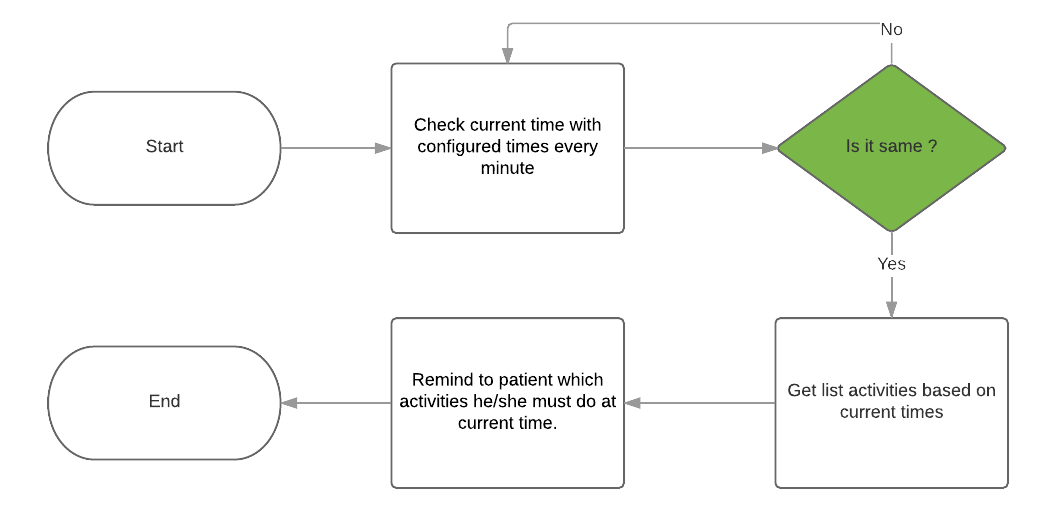 No
Start
Check current time with
configured times every
minute
Is it same ?
Yes
End
Remind to patient which
activities he/she must do at
current time.
Get list activities based on
current times